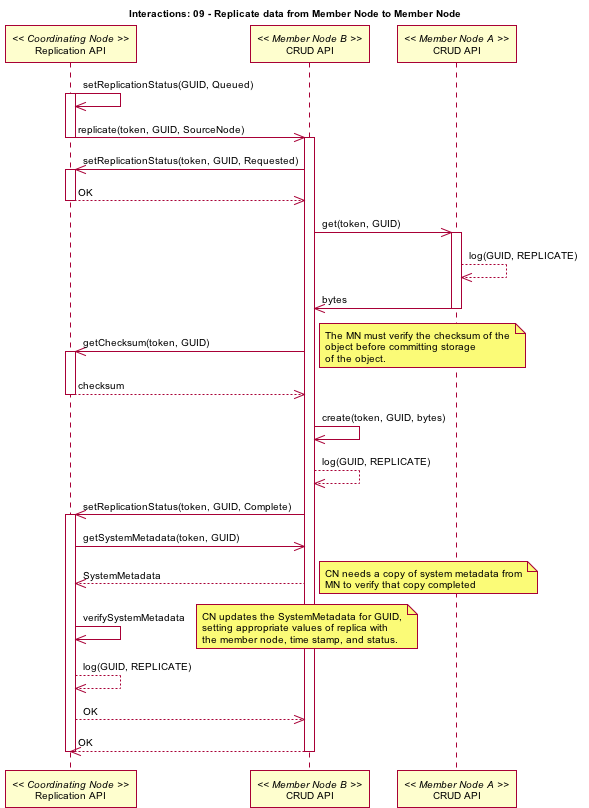 Interactions: 09 - Replicate data from Member Node to Member Node
<< Coordinating Node >>
Replication API
<< Member Node B >>
CRUD API
<< Member Node A >>
CRUD API
setReplicationStatus(GUID, Queued)
replicate(token, GUID, SourceNode)
setReplicationStatus(token, GUID, Requested)
OK
get(token, GUID)
log(GUID, REPLICATE)
bytes
The MN must verify the checksum of the
object before committing storage
of the object.
getChecksum(token, GUID)
checksum
create(token, GUID, bytes)
log(GUID, REPLICATE)
setReplicationStatus(token, GUID, Complete)
getSystemMetadata(token, GUID)
CN needs a copy of system metadata from
MN to verify that copy completed
SystemMetadata
CN updates the SystemMetadata for GUID,
setting appropriate values of replica with
the member node, time stamp, and status.
verifySystemMetadata
log(GUID, REPLICATE)
OK
OK
<< Coordinating Node >>
Replication API
<< Member Node B >>
CRUD API
<< Member Node A >>
CRUD API